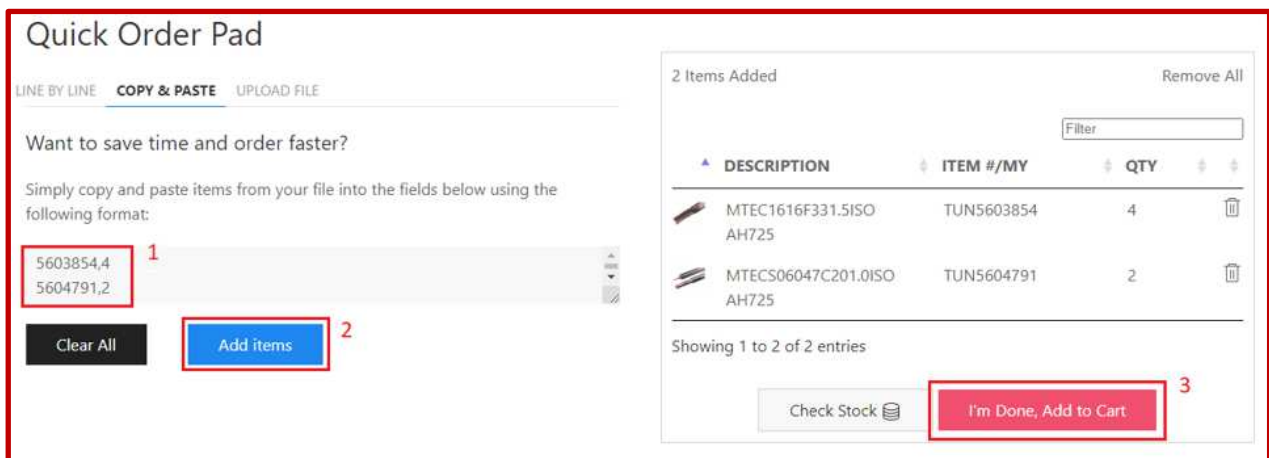 Quick Order Pad
LINE BY LINE COPY & PASTE UPLOAD FILE
Want to save time and order faster?
Simply copy and paste items from your file into the fields below using the
following format:
5603854,4
5604791,2
1
Clear All
Add items
2
2 Items Added
Remove All
Filter
DESCRIPTION ITEM #/MY QTY
MTEC1616F331.5ISO TUN5603854 4
AH725
MTECS06047C201.0ISO TUN5604791 2
AH725
Showing 1 to 2 of 2 entries
Check Stock
I'm Done, Add to Cart
3